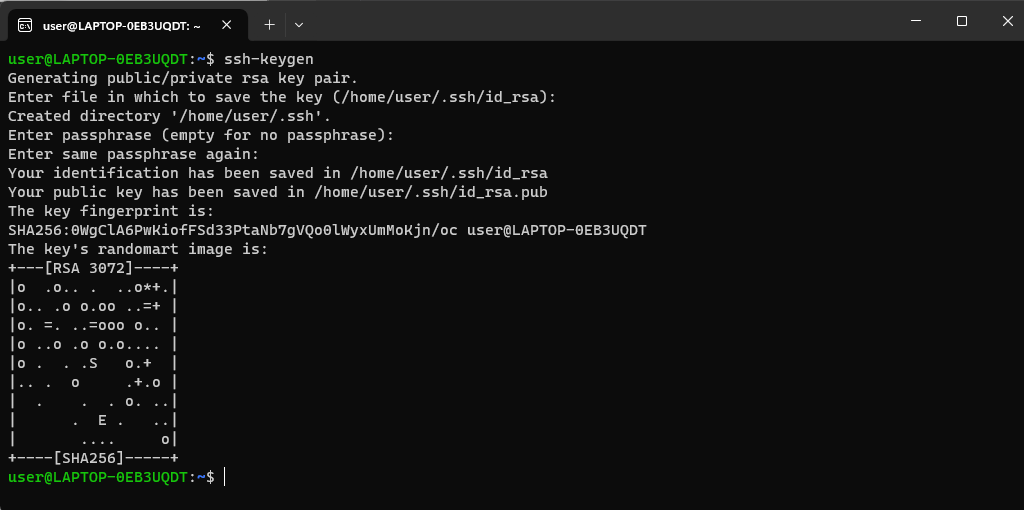 user@LAPTOP-0EB3UQDT: ~
user@LAPTOP-0EB3UQDT:~$ ssh-keygen
Generating public/private rsa key pair.
Enter file in which to save the key (/home/user/.ssh/id_rsa):
Created directory '/home/user/.ssh'.
Enter passphrase (empty for no passphrase):
Enter same passphrase again:
Your identification has been saved in /home/user/.ssh/id_rsa
Your public key has been saved in /home/user/.ssh/id_rsa.pub
The key fingerprint is:
SHA256:0WgClA6PwKiofFSd33PtaNb7gVQo0lWyxUmMoKjn/oc user@LAPTOP-0EB3UQDT
The key's randomart image is:
+---[RSA 3072]----+
|o  .o.. .  ..o*+.|
|o.. .o o.oo ..=+ |
|o. =. ..=ooo o.. |
|o ..o .o o.o.... |
|o .  . .S   o.+  |
|.. .  o      .+.o |
|  .    .  . o. ..|
|       .  E .   ..|
|        ....     o|
+----[SHA256]-----+
user@LAPTOP-0EB3UQDT:~$